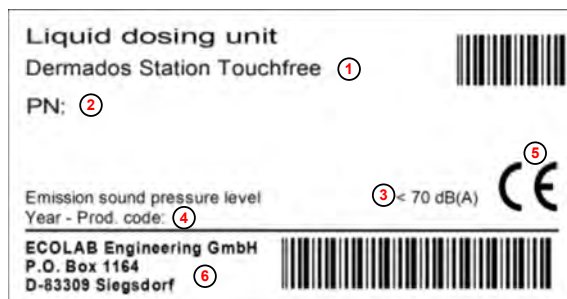 Liquid dosing unit
Dermados Station Touchfree 1
PN: 2
5
CE
Emission sound pressure level 3 < 70 dB(A)
Year - Prod. code: 4
ECOLAB Engineering GmbH
P.O. Box 1164
D-83309 Siegsdorf
6